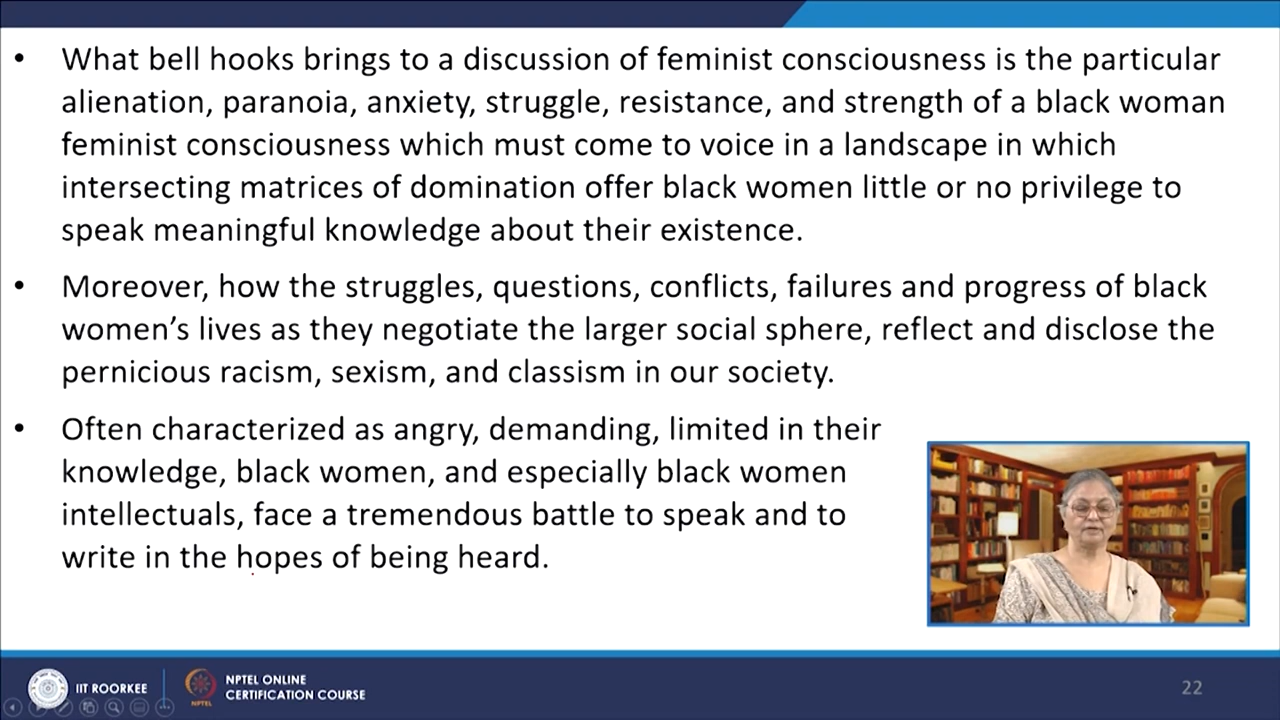 • What bell hooks brings to a discussion of feminist consciousness is the particular
alienation, paranoia, anxiety, struggle, resistance, and strength of a black woman
feminist consciousness which must come to voice in a landscape in which
intersecting matrices of domination offer black women little or no privilege to
speak meaningful knowledge about their existence.
• Moreover, how the struggles, questions, conflicts, failures and progress of black
women’s lives as they negotiate the larger social sphere, reflect and disclose the
pernicious racism, sexism, and classism in our society.
• Often characterized as angry, demanding, limited in their
knowledge, black women, and especially black women
intellectuals, face a tremendous battle to speak and to
write in the hopes of being heard.
IIT ROORKEE
NPTEL
NPTEL ONLINE
CERTIFICATION COURSE
22